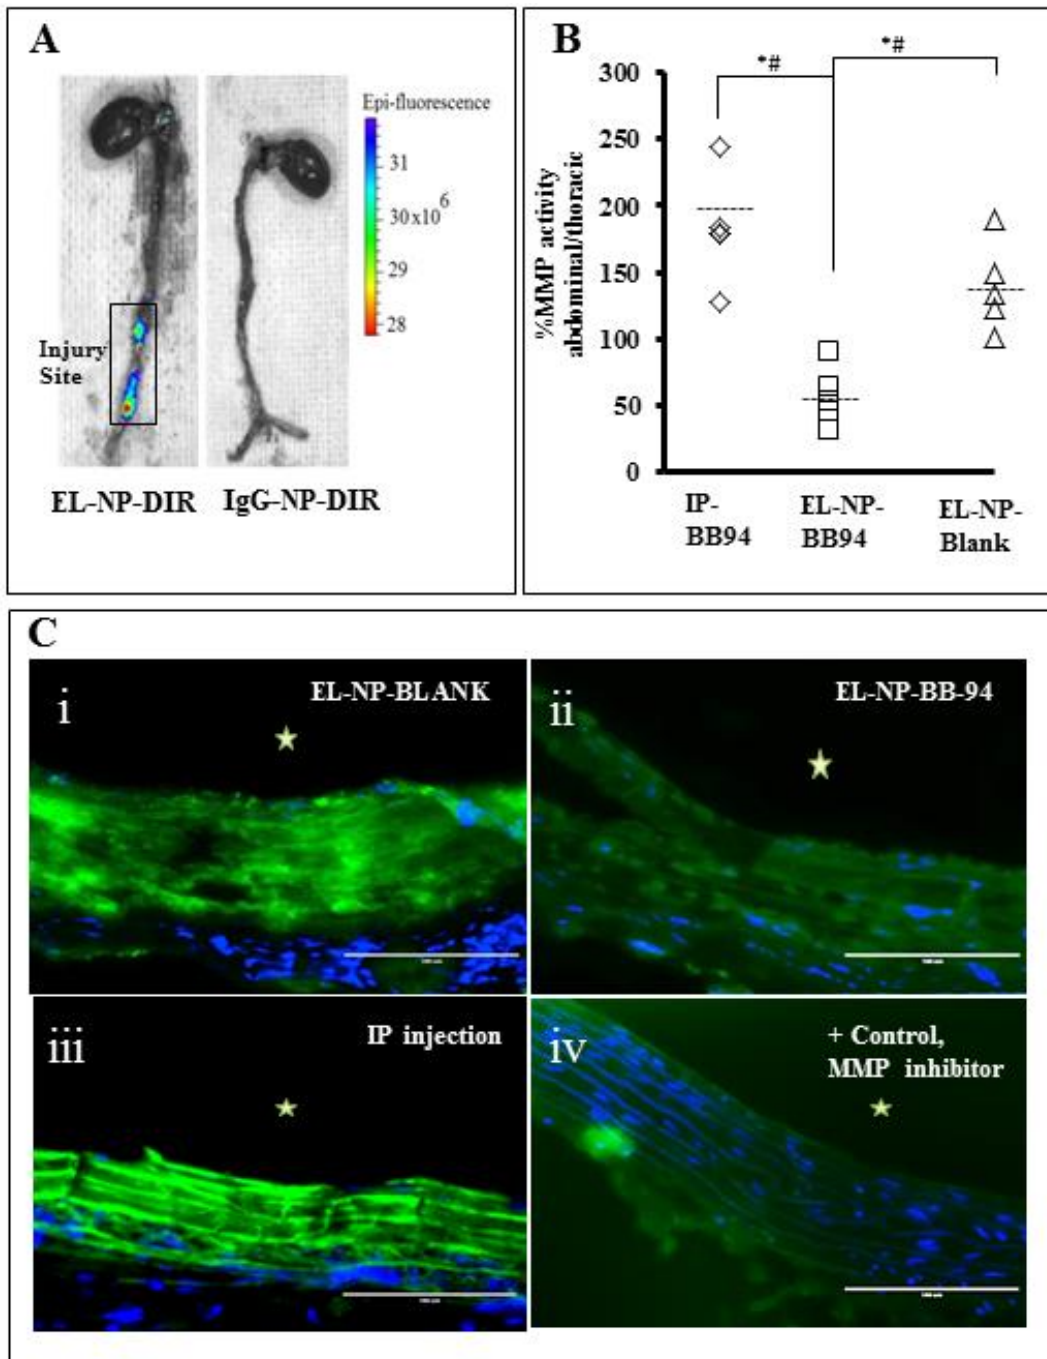 A
Epi-fluorescence
31
30x10⁶
29
28
Injury
Site
EL-NP-DIR
IgG-NP-DIR
B
*#
*#
300
250
200
150
100
50
0
%MMP activity
abdominal/thoracic
IP-
BB94
EL-NP-
BB94
EL-NP-
Blank
C
i
EL-NP-BLANK
ii
EL-NP-BB-94
iii
IP injection
iv
+ Control,
MMP inhibitor